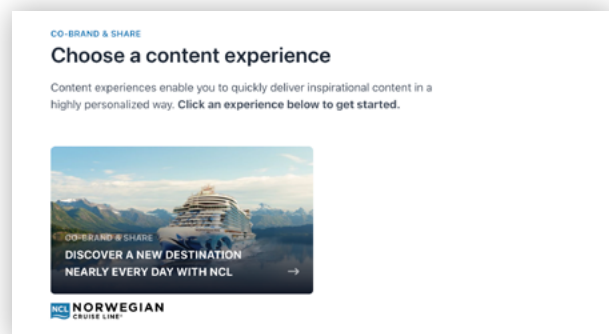 CO-BRAND & SHARE
Choose a content experience
Content experiences enable you to quickly deliver inspirational content in a
highly personalized way. Click an experience below to get started.
CO-BRAND & SHARE
DISCOVER A NEW DESTINATION
NEARLY EVERY DAY WITH NCL →
NCL NORWEGIAN
CRUISE LINE®